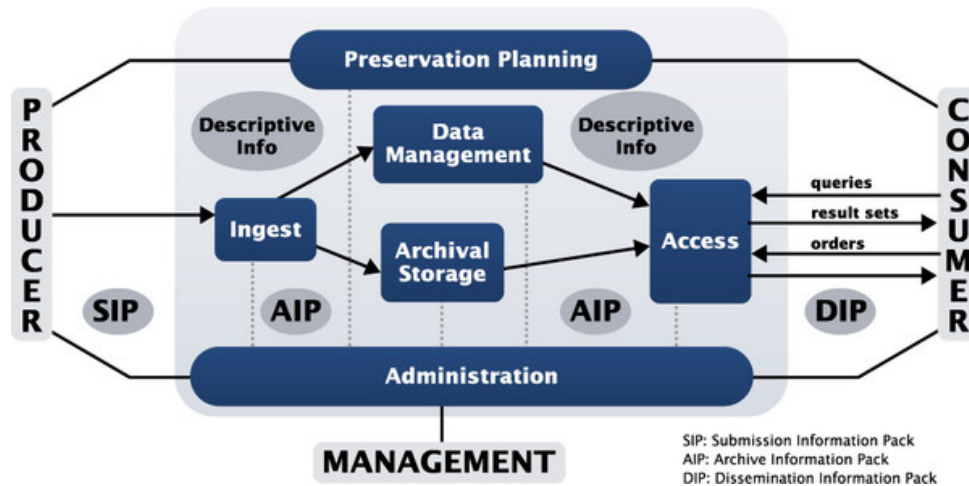 Preservation Planning
PRODUCER
CONSUMER
Descriptive
Info
Data
Management
Descriptive
Info
queries
result sets
orders
Ingest
Archival
Storage
Access
SIP
AIP
AIP
DIP
Administration
MANAGEMENT
SIP: Submission Information Pack
AIP: Archive Information Pack
DIP: Dissemination Information Pack